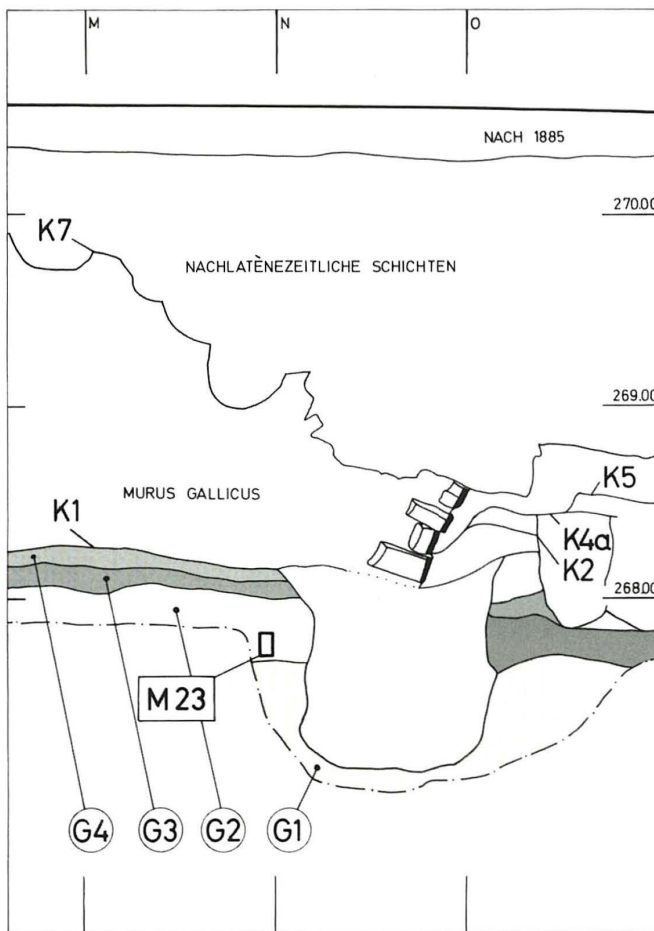 M N O
NACH 1885
270.00
K7
NACHLATÈNEZEITLICHE SCHICHTEN
269.00
MURUS GALLICUS
K5
K1
K4a
K2
268.00
M 23
G4 G3 G2 G1